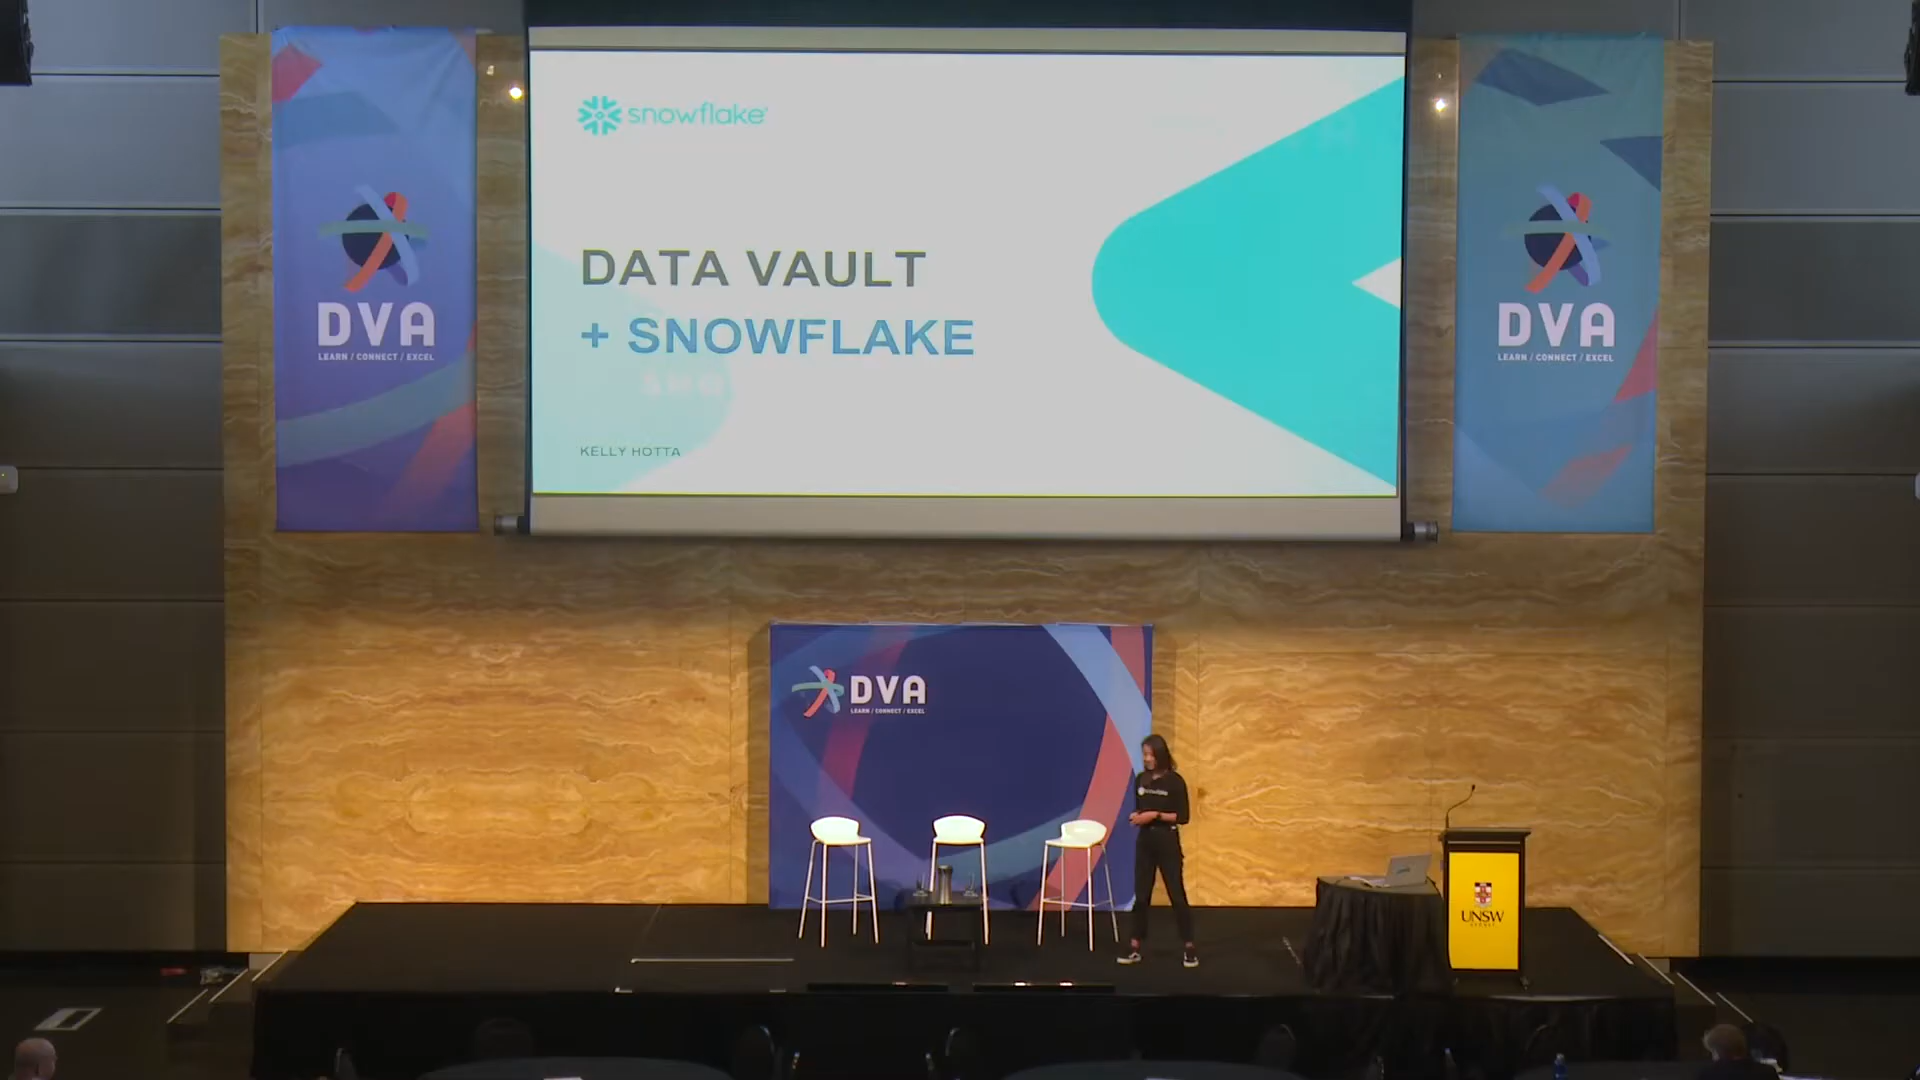 snowflake
DATA VAULT
+ SNOWFLAKE
KELLY HOTTA
DVA
LEARN / CONNECT / EXCEL
DVA
LEARN / CONNECT / EXCEL
DVA
LEARN / CONNECT / EXCEL
snowflake
UNSW
SYDNEY